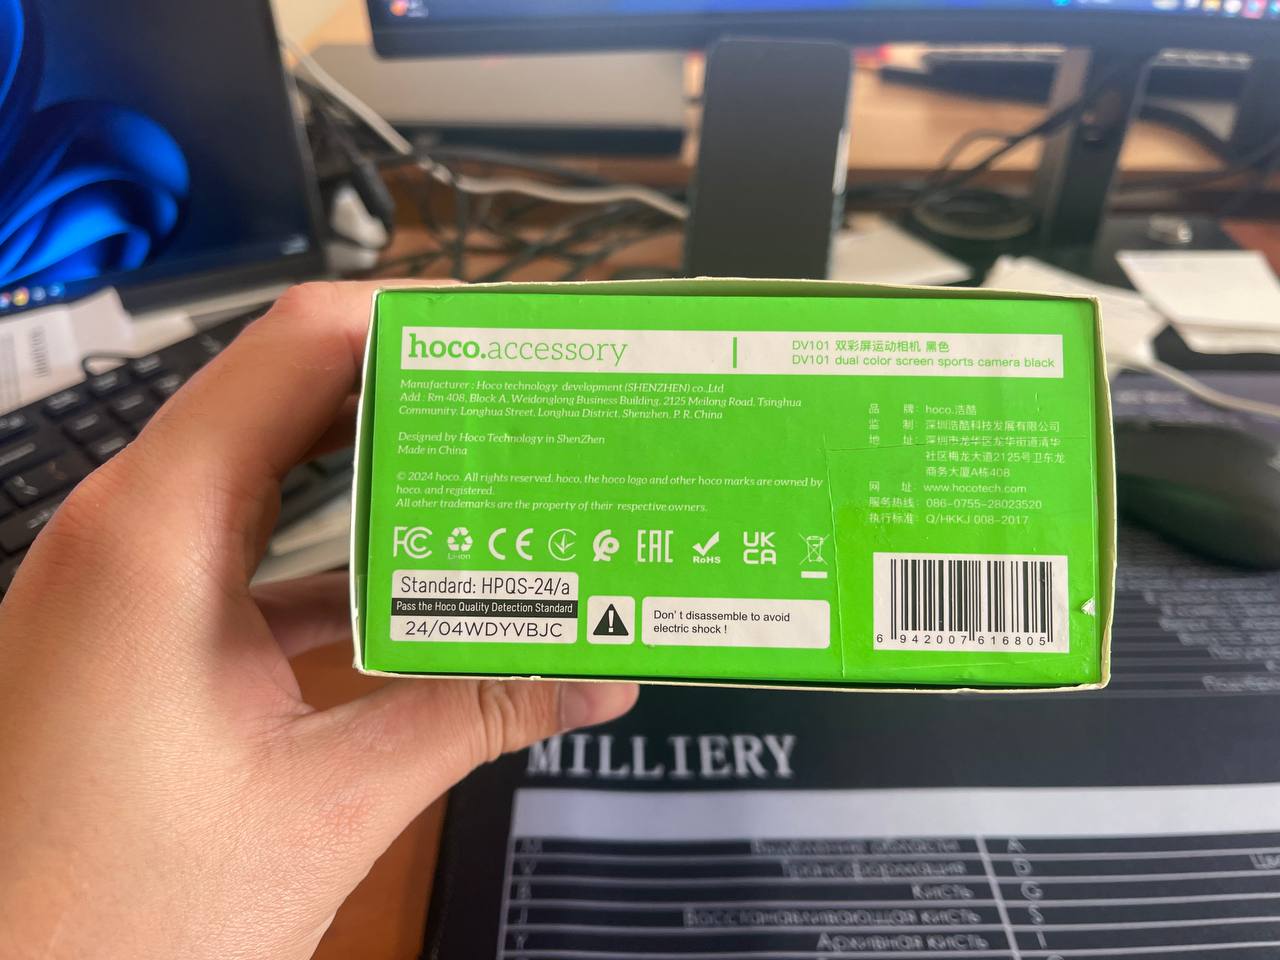 hoco.accessory
DV101 双彩屏运动相机 黑色
DV101 dual color screen sports camera black
Manufacturer : Hoco technology development (SHENZHEN) co.,Ltd
Add : Rm 408, Block A, Weidonglong Business Building, 2125 Meilong Road, Tsinghua
Community, Longhua Street, Longhua District, Shenzhen, P. R. China
Designed by Hoco Technology in ShenZhen
Made in China
© 2024 hoco. All rights reserved. hoco, the hoco logo and other hoco marks are owned by
hoco. and registered.
All other trademarks are the property of their respective owners.
品 牌: hoco.浩酷
监 制: 深圳浩酷科技发展有限公司
地 址: 深圳市龙华区龙华街道清华
社区梅龙大道2125号卫东龙
商务大厦A栋408
网 址: www.hocotech.com
服务热线: 086-0755-28023520
执行标准: Q/HKKJ 008-2017
FC
Li-ion
CE
EAC
RoHS
UK
CA
Standard: HPQS-24/a
Pass the Hoco Quality Detection Standard
24/04WDYVBJC
Don't disassemble to avoid
electric shock !
6 942007 616805
MILLIERY
A
D
Кисть
G
Восстанавливающая кисть
S
Архивная кисть